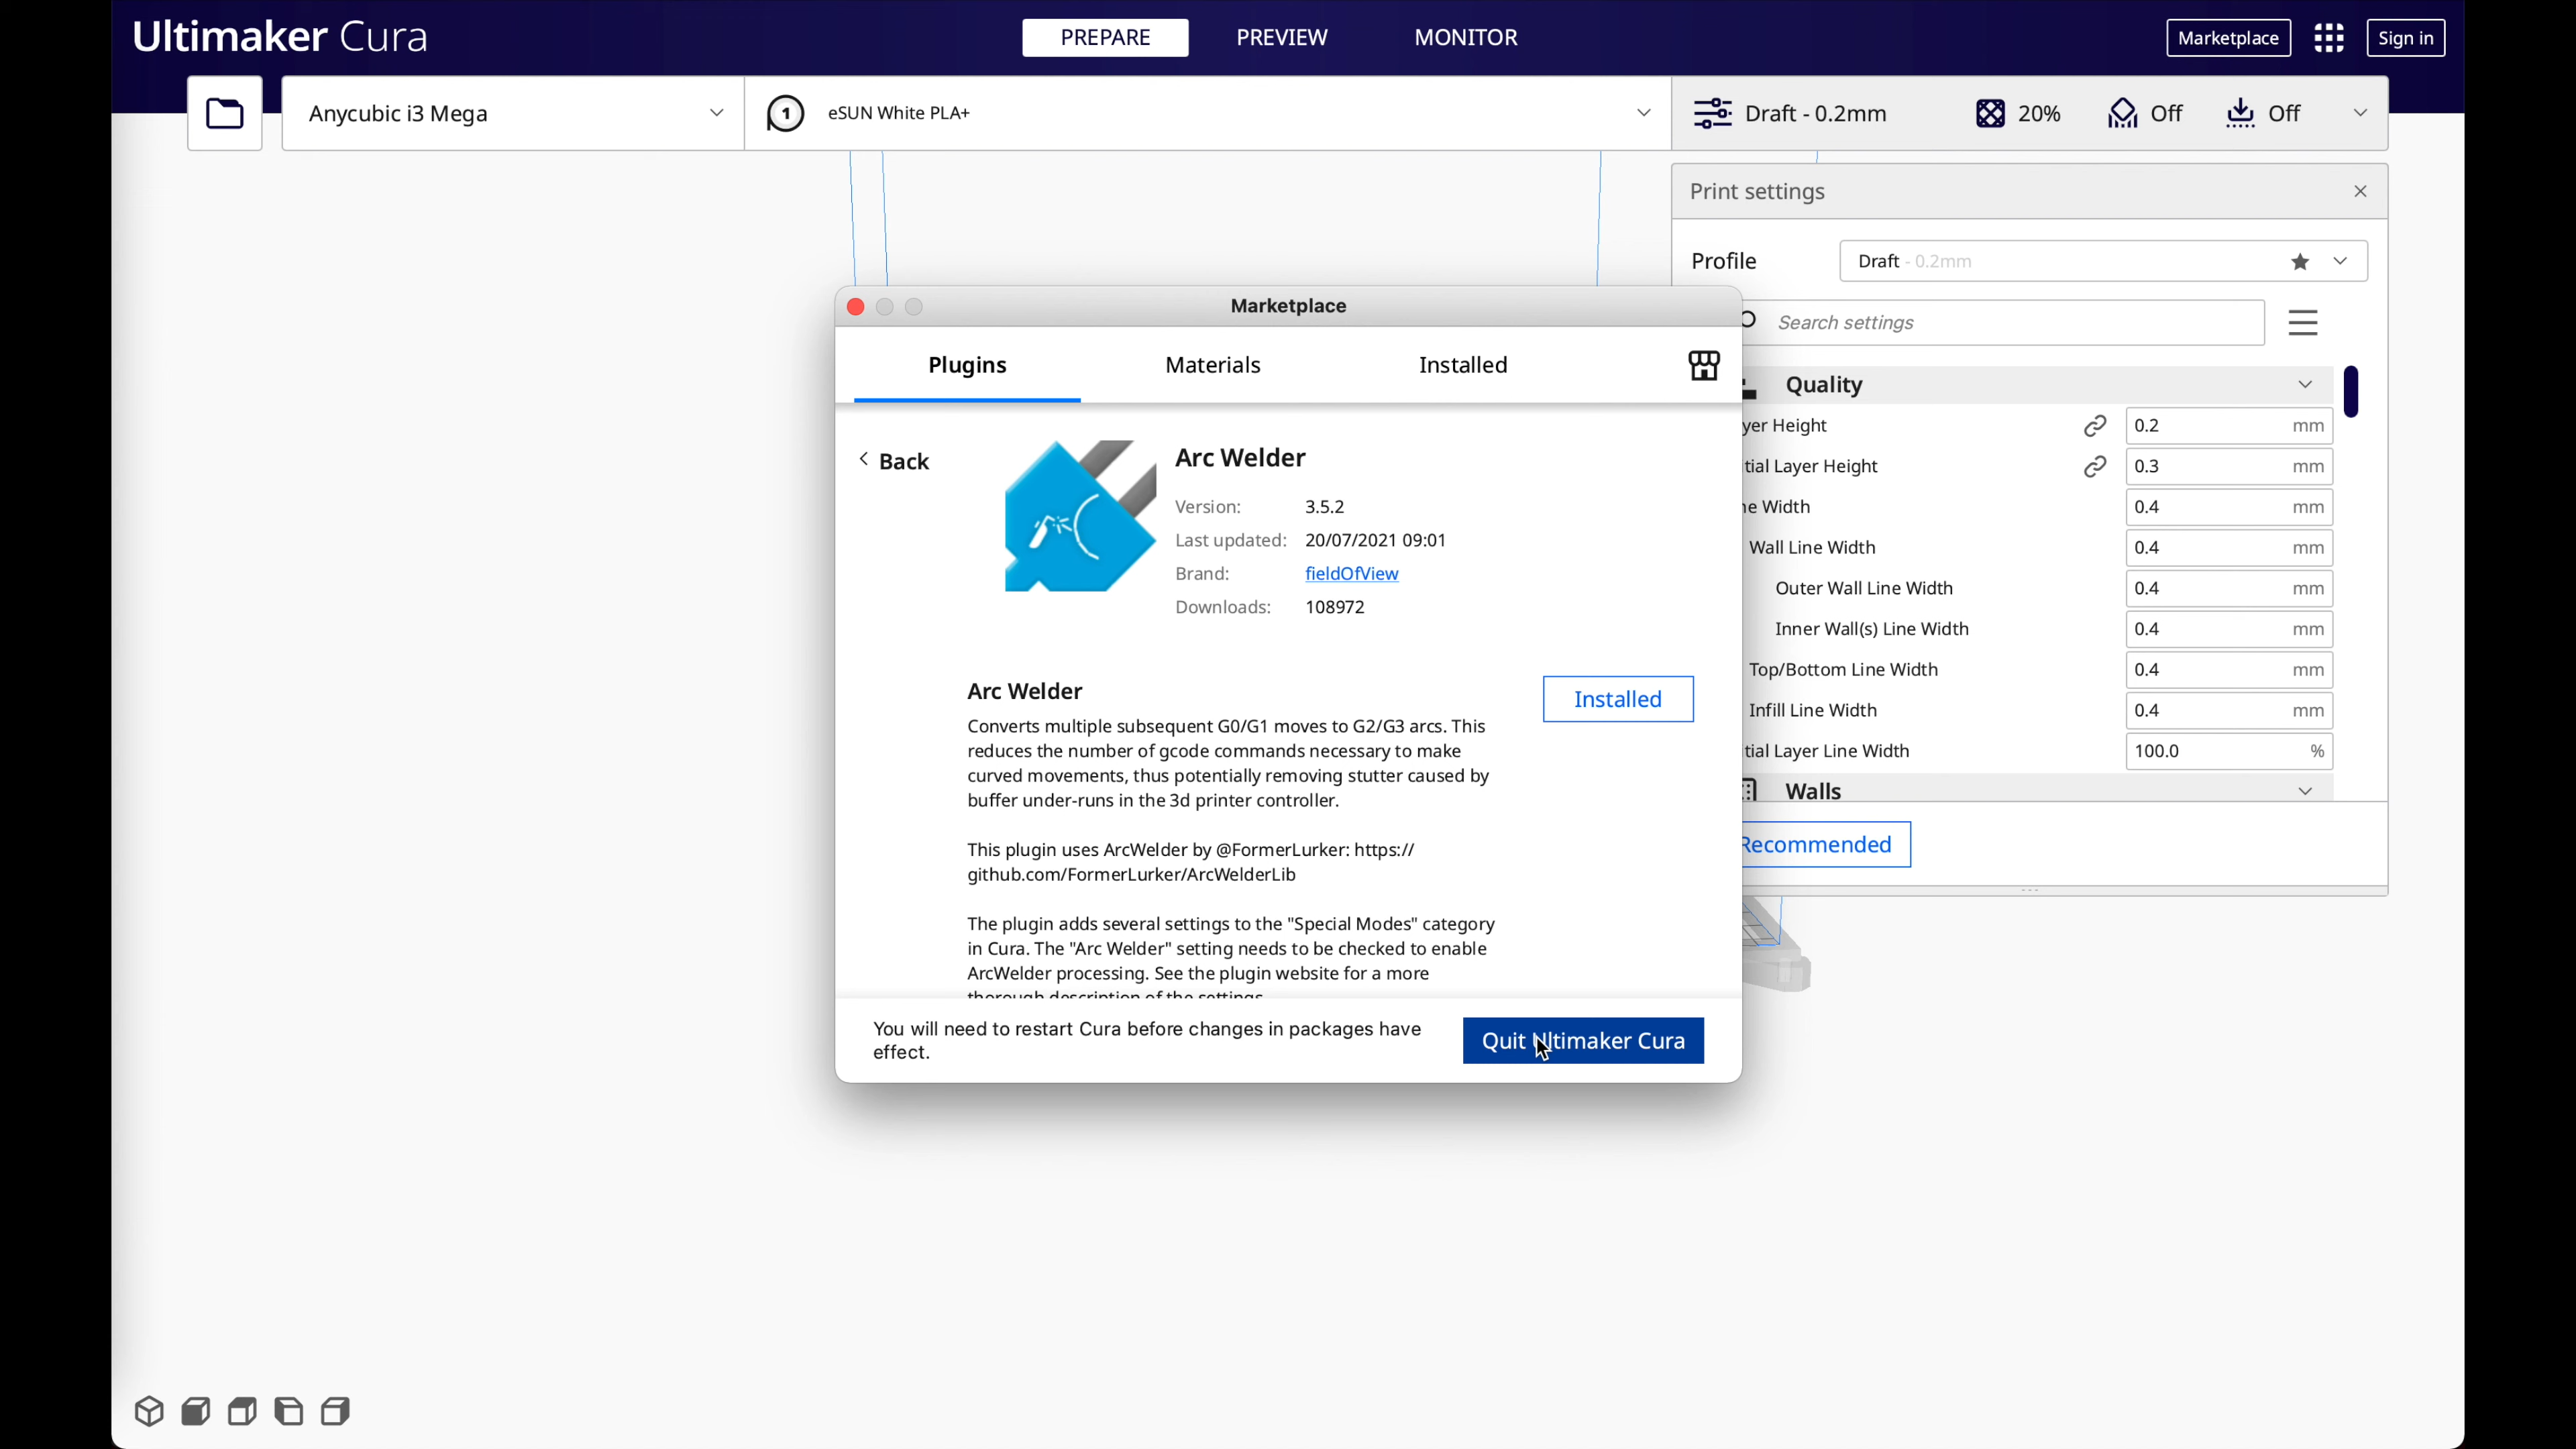 Ultimaker Cura
PREPARE PREVIEW MONITOR
Marketplace Sign in
Anycubic i3 Mega
1 eSUN White PLA+
Draft - 0.2mm 20% Off Off
Print settings
Profile Draft - 0.2mm
Search settings
Quality
yer Height 0.2 mm
tial Layer Height 0.3 mm
ne Width 0.4 mm
Wall Line Width 0.4 mm
Outer Wall Line Width 0.4 mm
Inner Wall(s) Line Width 0.4 mm
Top/Bottom Line Width 0.4 mm
Infill Line Width 0.4 mm
tial Layer Line Width 100.0 %
Walls
Recommended
Marketplace
Plugins Materials Installed
Back
Arc Welder
Version: 3.5.2
Last updated: 20/07/2021 09:01
Brand: fieldOfView
Downloads: 108972
Arc Welder
Installed
Converts multiple subsequent G0/G1 moves to G2/G3 arcs. This
reduces the number of gcode commands necessary to make
curved movements, thus potentially removing stutter caused by
buffer under-runs in the 3d printer controller.
This plugin uses ArcWelder by @FormerLurker: https://
github.com/FormerLurker/ArcWelderLib
The plugin adds several settings to the "Special Modes" category
in Cura. The "Arc Welder" setting needs to be checked to enable
ArcWelder processing. See the plugin website for a more
thorough description of the settings.
You will need to restart Cura before changes in packages have
effect.
Quit Ultimaker Cura